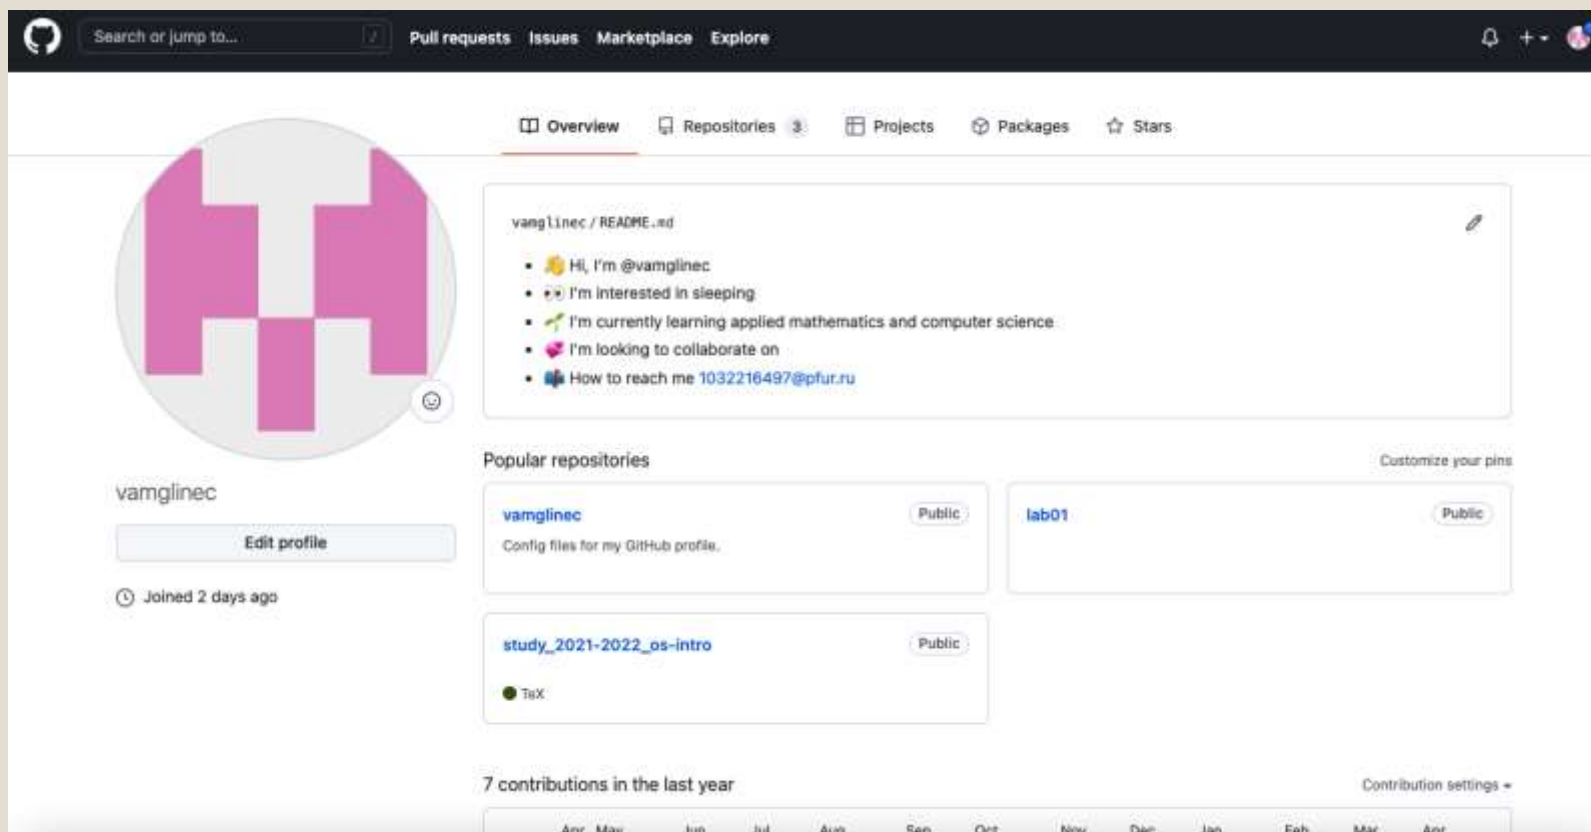 Search or jump to... /
Pull requests Issues Marketplace Explore
Overview Repositories 3 Projects Packages Stars
vamglinec / README.md
Hi, I'm @vamglinec
I'm interested in sleeping
I'm currently learning applied mathematics and computer science
I'm looking to collaborate on
How to reach me 1032216497@pfur.ru
vamglinec
Edit profile
Joined 2 days ago
Popular repositories
Customize your pins
vamglinec Public
Config files for my GitHub profile.
lab01 Public
study_2021-2022_os-intro Public
TeX
7 contributions in the last year
Contribution settings
Apr May Jun Jul Aug Sep Oct Nov Dec Jan Feb Mar Apr